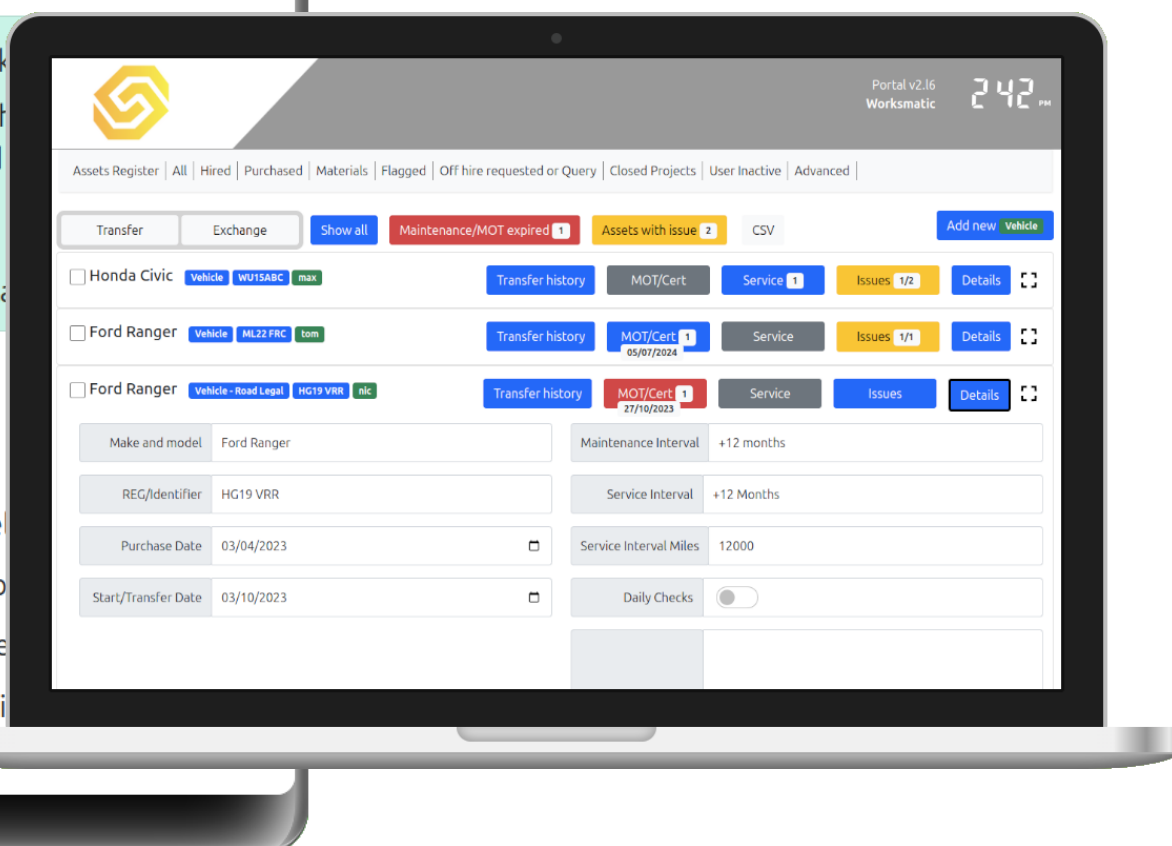 Portal v2.l6
Worksmatic
2 42 PM
Assets Register All Hired Purchased Materials Flagged Off hire requested or Query Closed Projects User Inactive Advanced
Transfer Exchange Show all Maintenance/MOT expired 1 Assets with issue 2 CSV Add new Vehicle
Honda Civic Vehicle WU15ABC max Transfer history MOT/Cert Service 1 Issues 1/2 Details
Ford Ranger Vehicle ML22 FRC tom Transfer history MOT/Cert 1 Service Issues 1/1 Details
05/07/2024
Ford Ranger Vehicle - Road Legal HG19 VRR nic Transfer history MOT/Cert 1 Service Issues Details
27/10/2023
Make and model Ford Ranger Maintenance Interval +12 months
REG/Identifier HG19 VRR Service Interval +12 Months
Purchase Date 03/04/2023 Service Interval Miles 12000
Start/Transfer Date 03/10/2023 Daily Checks